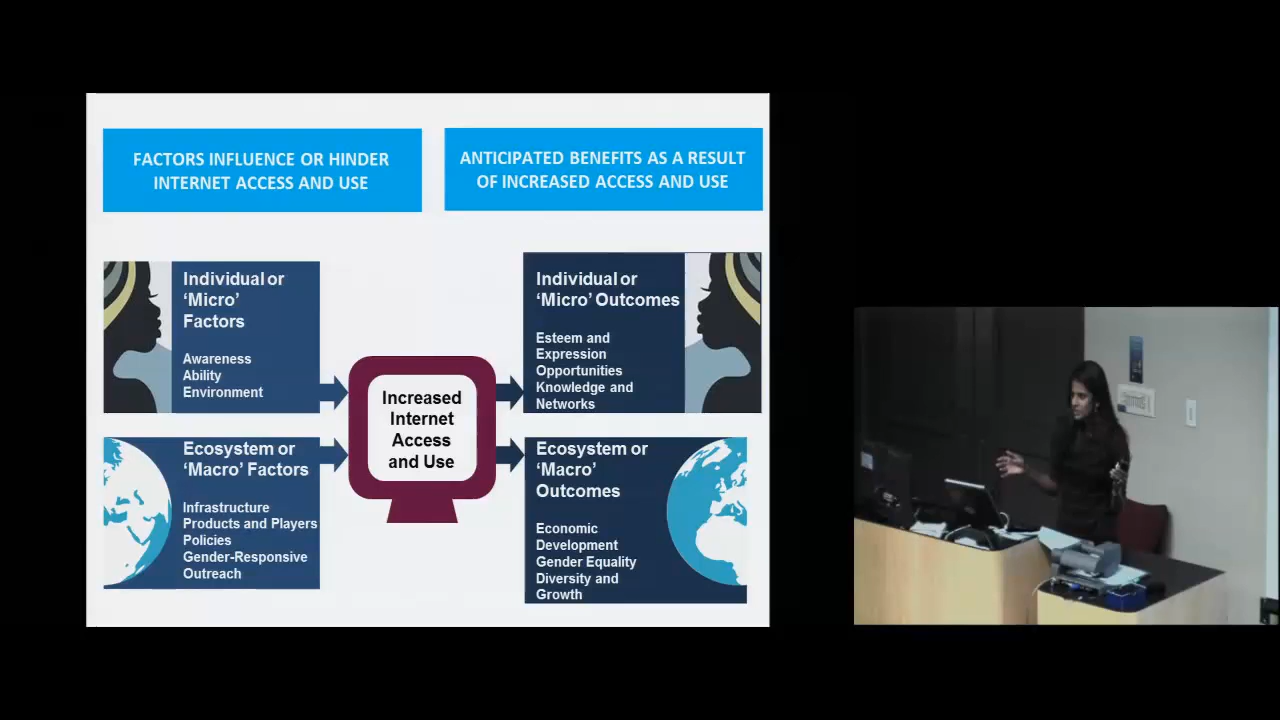 FACTORS INFLUENCE OR HINDER
INTERNET ACCESS AND USE
ANTICIPATED BENEFITS AS A RESULT
OF INCREASED ACCESS AND USE
Individual or
‘Micro’
Factors
Awareness
Ability
Environment
Ecosystem or
‘Macro’ Factors
Infrastructure
Products and Players
Policies
Gender-Responsive
Outreach
Increased
Internet
Access
and Use
Individual or
‘Micro’ Outcomes
Esteem and
Expression
Opportunities
Knowledge and
Networks
Ecosystem or
‘Macro’
Outcomes
Economic
Development
Gender Equality
Diversity and
Growth